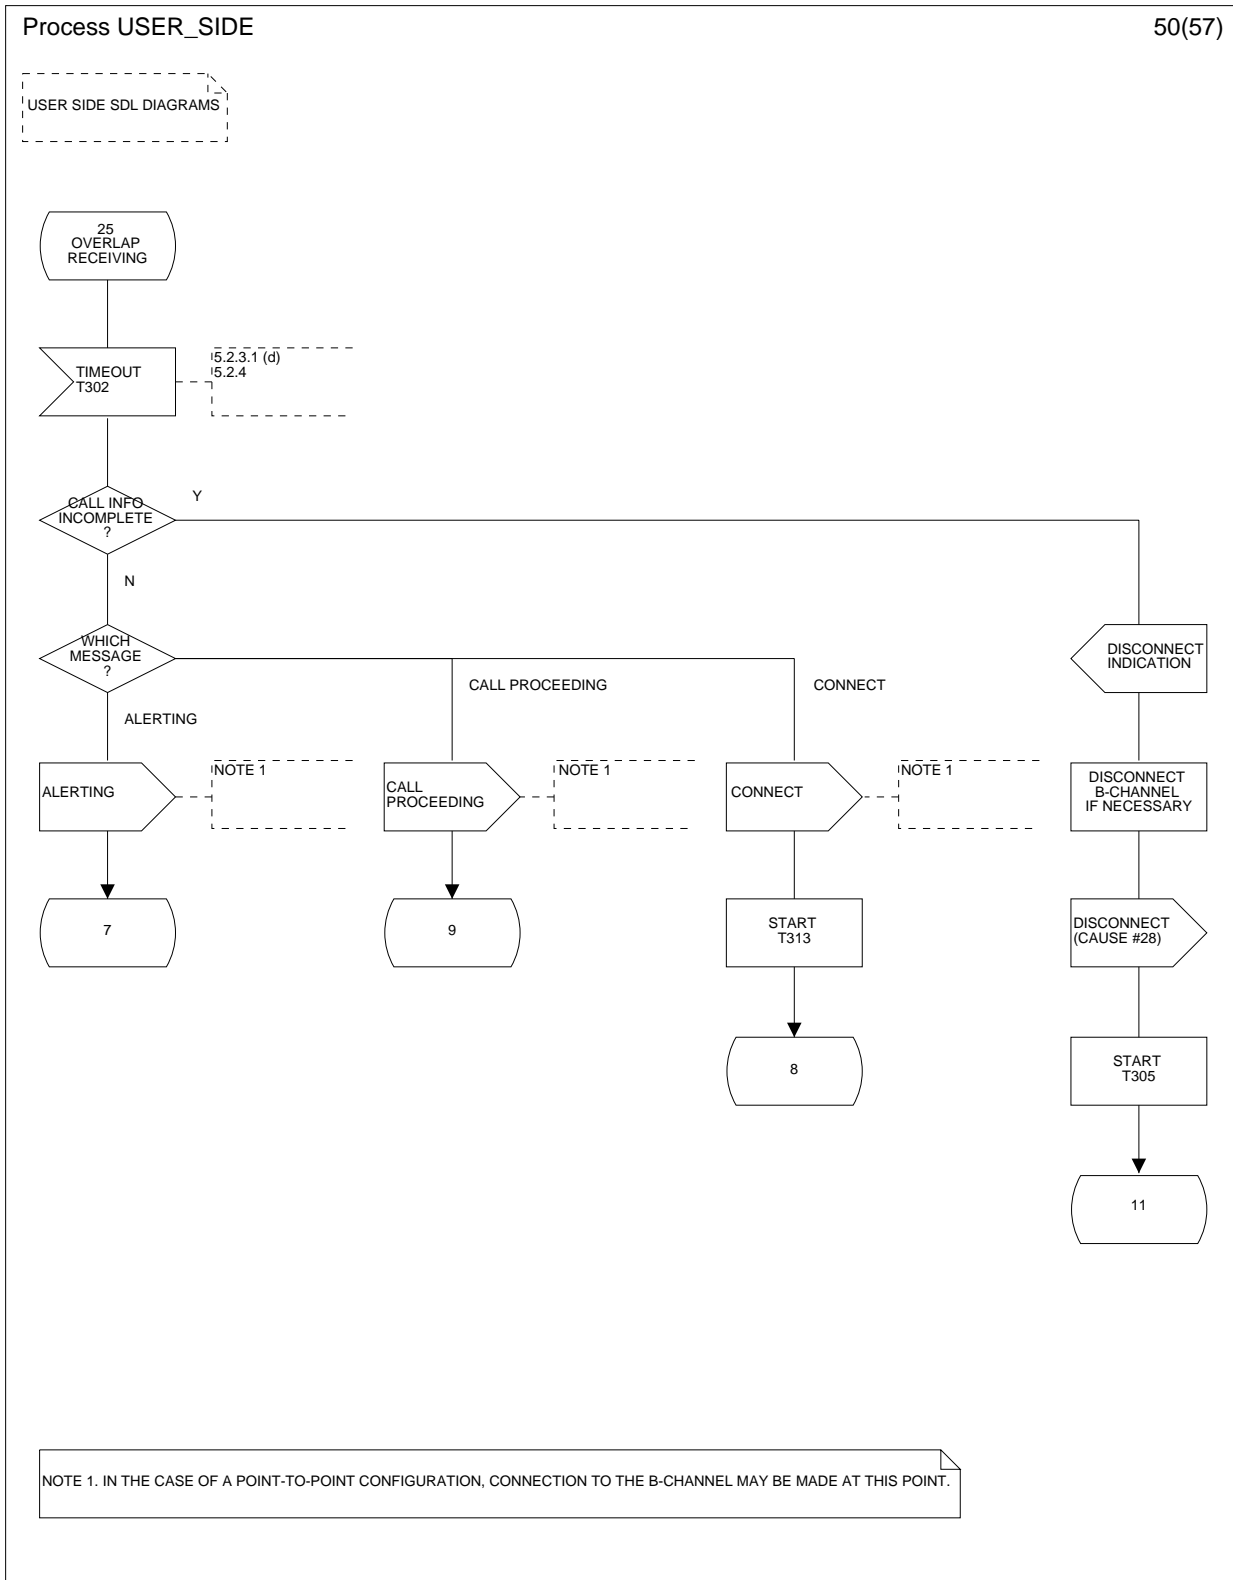 Process USER_SIDE
50(57)
USER SIDE SDL DIAGRAMS
25
OVERLAP
RECEIVING
TIMEOUT
T302
5.2.3.1 (d)
5.2.4
CALL INFO
INCOMPLETE
?
Y
N
WHICH
MESSAGE
?
DISCONNECT
INDICATION
CALL PROCEEDING
CONNECT
ALERTING
ALERTING
NOTE 1
CALL
PROCEEDING
NOTE 1
CONNECT
NOTE 1
DISCONNECT
B-CHANNEL
IF NECESSARY
7
9
START
T313
DISCONNECT
(CAUSE #28)
8
START
T305
11
NOTE 1. IN THE CASE OF A POINT-TO-POINT CONFIGURATION, CONNECTION TO THE B-CHANNEL MAY BE MADE AT THIS POINT.